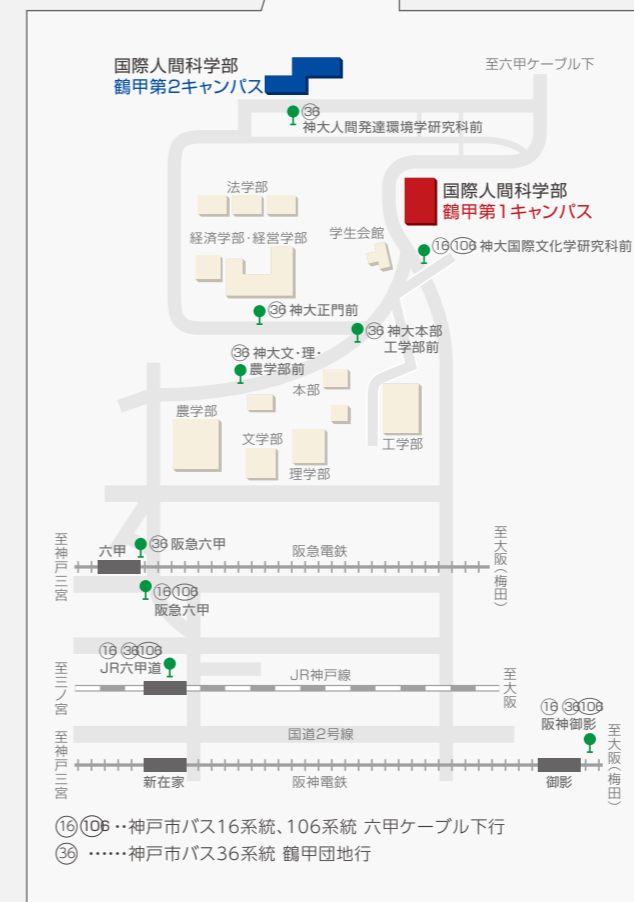 国際人間科学部
鶴甲第2キャンパス
至六甲ケーブル下
36
神大人間発達環境学研究科前
法学部
国際人間科学部
鶴甲第1キャンパス
経済学部・経営学部
学生会館
16 106 神大国際文化学研究科前
36 神大正門前
36 神大本部
工学部前
36 神大文・理・
農学部前
本部
農学部
文学部
理学部
工学部
至神戸三宮
六甲
36 阪急六甲
阪急電鉄
至大阪(梅田)
16 106
阪急六甲
16 36 106
JR六甲道
至三ノ宮
JR神戸線
至大阪
16 36 106
阪神御影
国道2号線
至神戸三宮
至大阪(梅田)
新在家
阪神電鉄
御影
16 106 ‥神戸市バス16系統、106系統 六甲ケーブル下行
36 ……神戸市バス36系統 鶴甲団地行